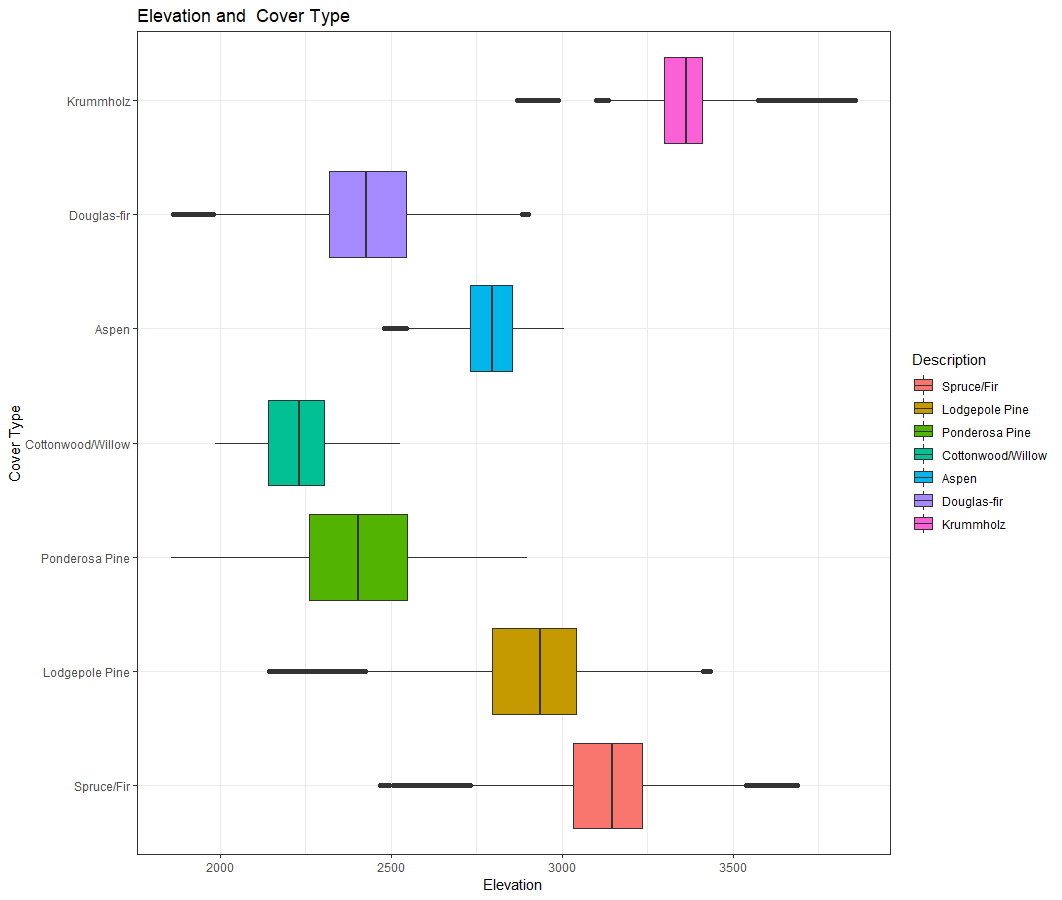 Elevation and  Cover Type
Krummholz
Douglas-fir
Aspen
Cottonwood/Willow
Ponderosa Pine
Lodgepole Pine
Spruce/Fir
Cover Type
2000 2500 3000 3500
Elevation
Description
Spruce/Fir
Lodgepole Pine
Ponderosa Pine
Cottonwood/Willow
Aspen
Douglas-fir
Krummholz